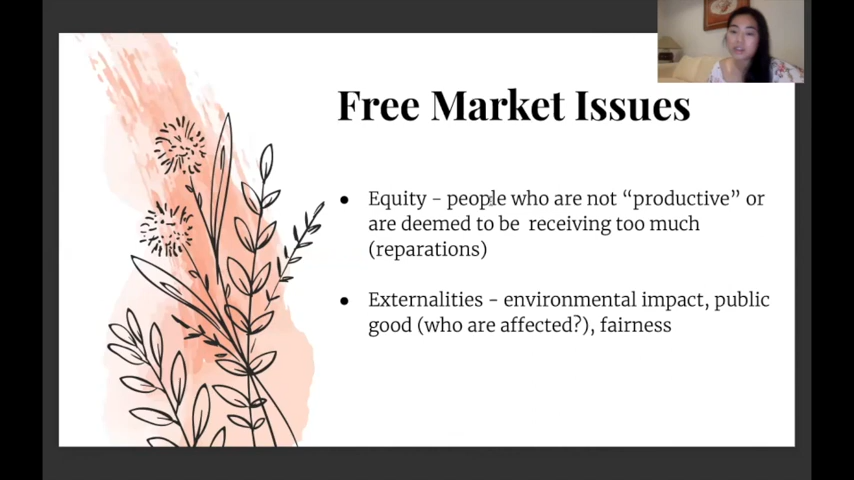 Free Market Issues
● Equity - people who are not “productive” or
are deemed to be receiving too much
(reparations)
● Externalities - environmental impact, public
good (who are affected?), fairness